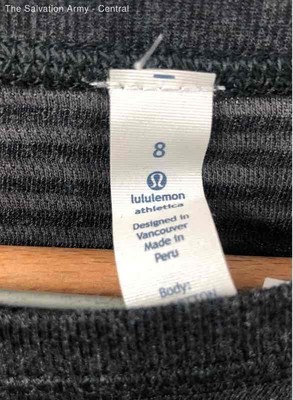 The Salvation Army - Central
8
lululemon
athletica
Designed in
Vancouver
Made in
Peru
Body: